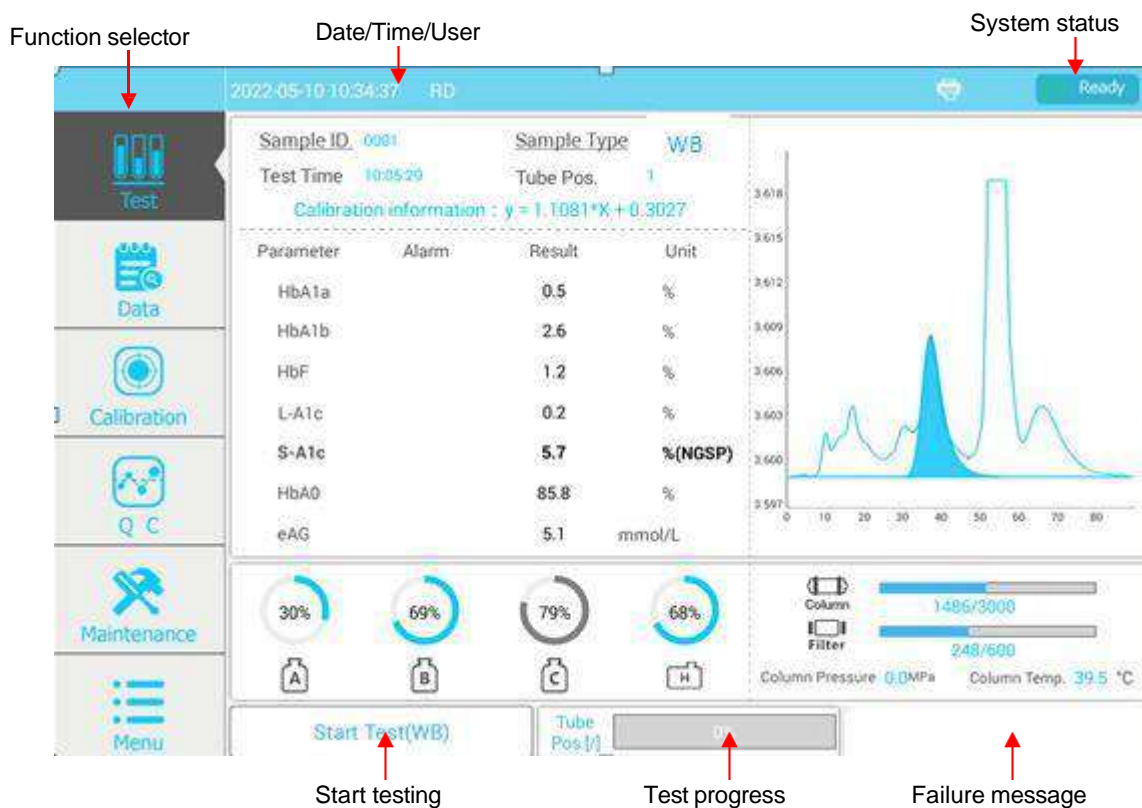 Function selector
Date/Time/User
System status
2022-05-10 10:34:37 RD
Ready
Test
Data
Calibration
Q C
Maintenance
Menu
Sample ID. 0001 Sample Type WB
Test Time 10:05:29 Tube Pos. 1
Calibration information : y = 1.1081*X + 0.3027
Parameter Alarm Result Unit
HbA1a 0.5 %
HbA1b 2.6 %
HbF 1.2 %
L-A1c 0.2 %
S-A1c 5.7 %(NGSP)
HbA0 85.8 %
eAG 5.1 mmol/L
3.618
3.615
3.612
3.609
3.606
3.603
3.600
3.597
0 10 20 30 40 50 60 70 80
30% 69% 79% 68%
A B C H
Column 1486/3000
Filter 248/600
Column Pressure 0.0MPa Column Temp. 39.5 °C
Start Test(WB)
Tube
Pos.[/]
Start testing
Test progress
Failure message